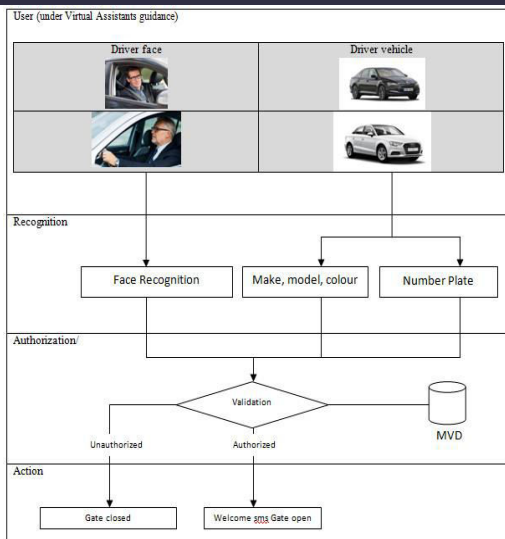 User (under Virtual Assistants guidance)
Driver face
Driver vehicle
Recognition
Face Recognition
Make, model, colour
Number Plate
Authorization/
Validation
MVD
Unauthorized
Authorized
Action
Gate closed
Welcome sms Gate open